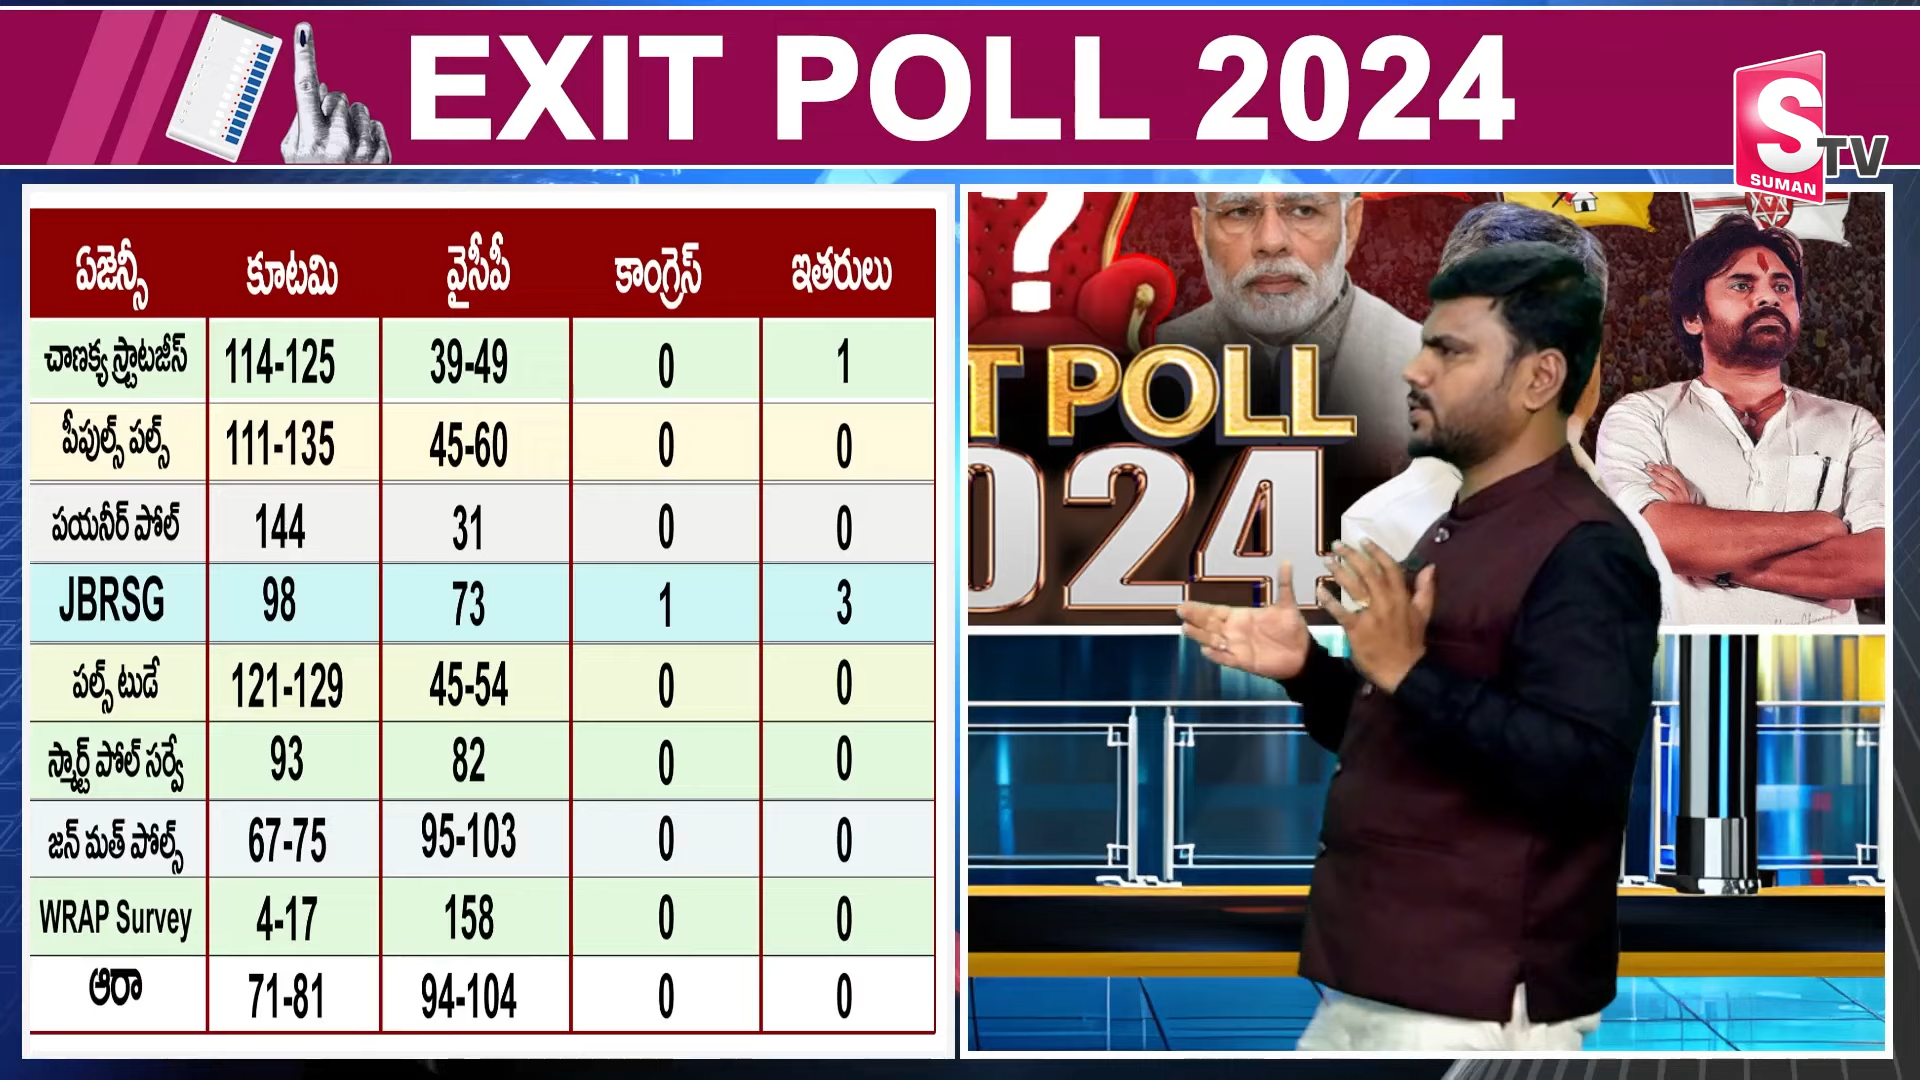 EXIT POLL 2024
S
TV
SUMAN
ఏజెన్సీ కూటమి వైసీపీ కాంగ్రెస్ ఇతరులు
చాణక్య స్ట్రాటజీస్ 114-125 39-49 0 1
పీపుల్స్ పల్స్ 111-135 45-60 0 0
పయనీర్ పోల్ 144 31 0 0
JBRSG 98 73 1 3
పల్స్ టుడే 121-129 45-54 0 0
స్మార్ట్ పోల్ సర్వే 93 82 0 0
జన్ మత్ పోల్స్ 67-75 95-103 0 0
WRAP Survey 4-17 158 0 0
ఆరా 71-81 94-104 0 0
?
T POLL
024